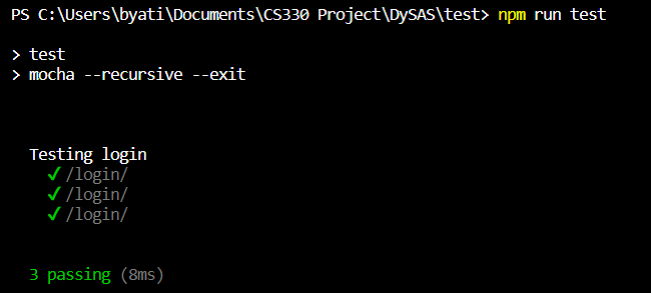 PS C:\Users\byati\Documents\CS330 Project\DySAS\test> npm run test
> test
> mocha --recursive --exit
Testing login
✓ /login/
✓ /login/
✓ /login/
3 passing (8ms)